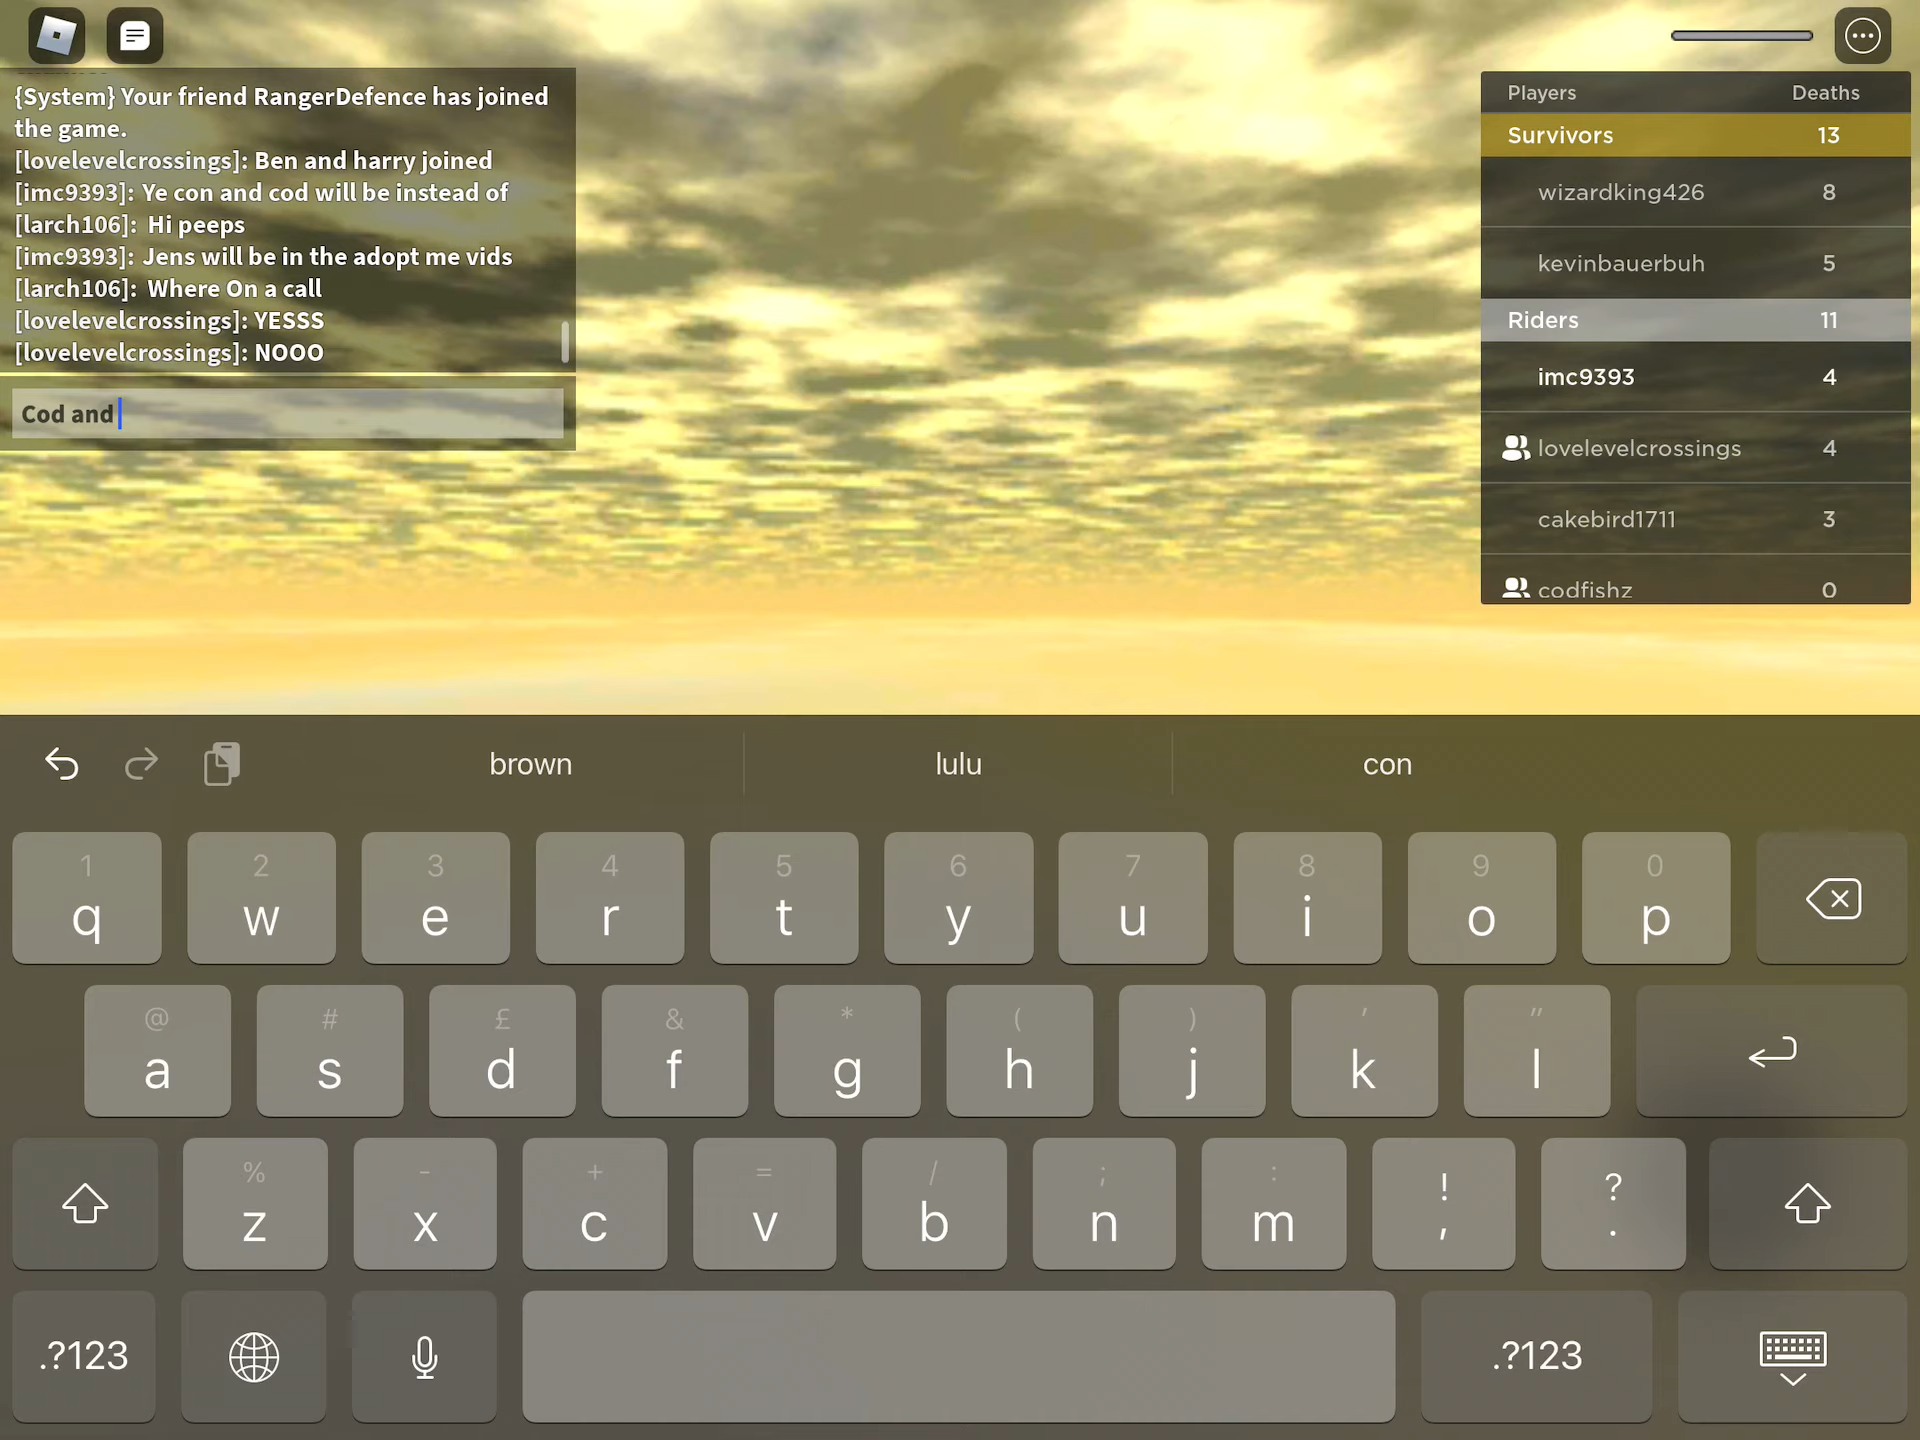 {System} Your friend RangerDefence has joined
the game.
[lovelevelcrossings]: Ben and harry joined
[imc9393]: Ye con and cod will be instead of
[larch106]: Hi peeps
[imc9393]: Jens will be in the adopt me vids
[larch106]: Where On a call
[lovelevelcrossings]: YESSS
[lovelevelcrossings]: NOOO
Cod and
Players Deaths
Survivors 13
wizardking426 8
kevinbauerbuh 5
Riders 11
imc9393 4
lovelevelcrossings 4
cakebird1711 3
codfishz 0
brown lulu con
1 2 3 4 5 6 7 8 9 0
q w e r t y u i o p
@ # £ & * ( ) ' "
a s d f g h j k l
% - + = / ; : ! ?
z x c v b n m , .
.?123 .?123